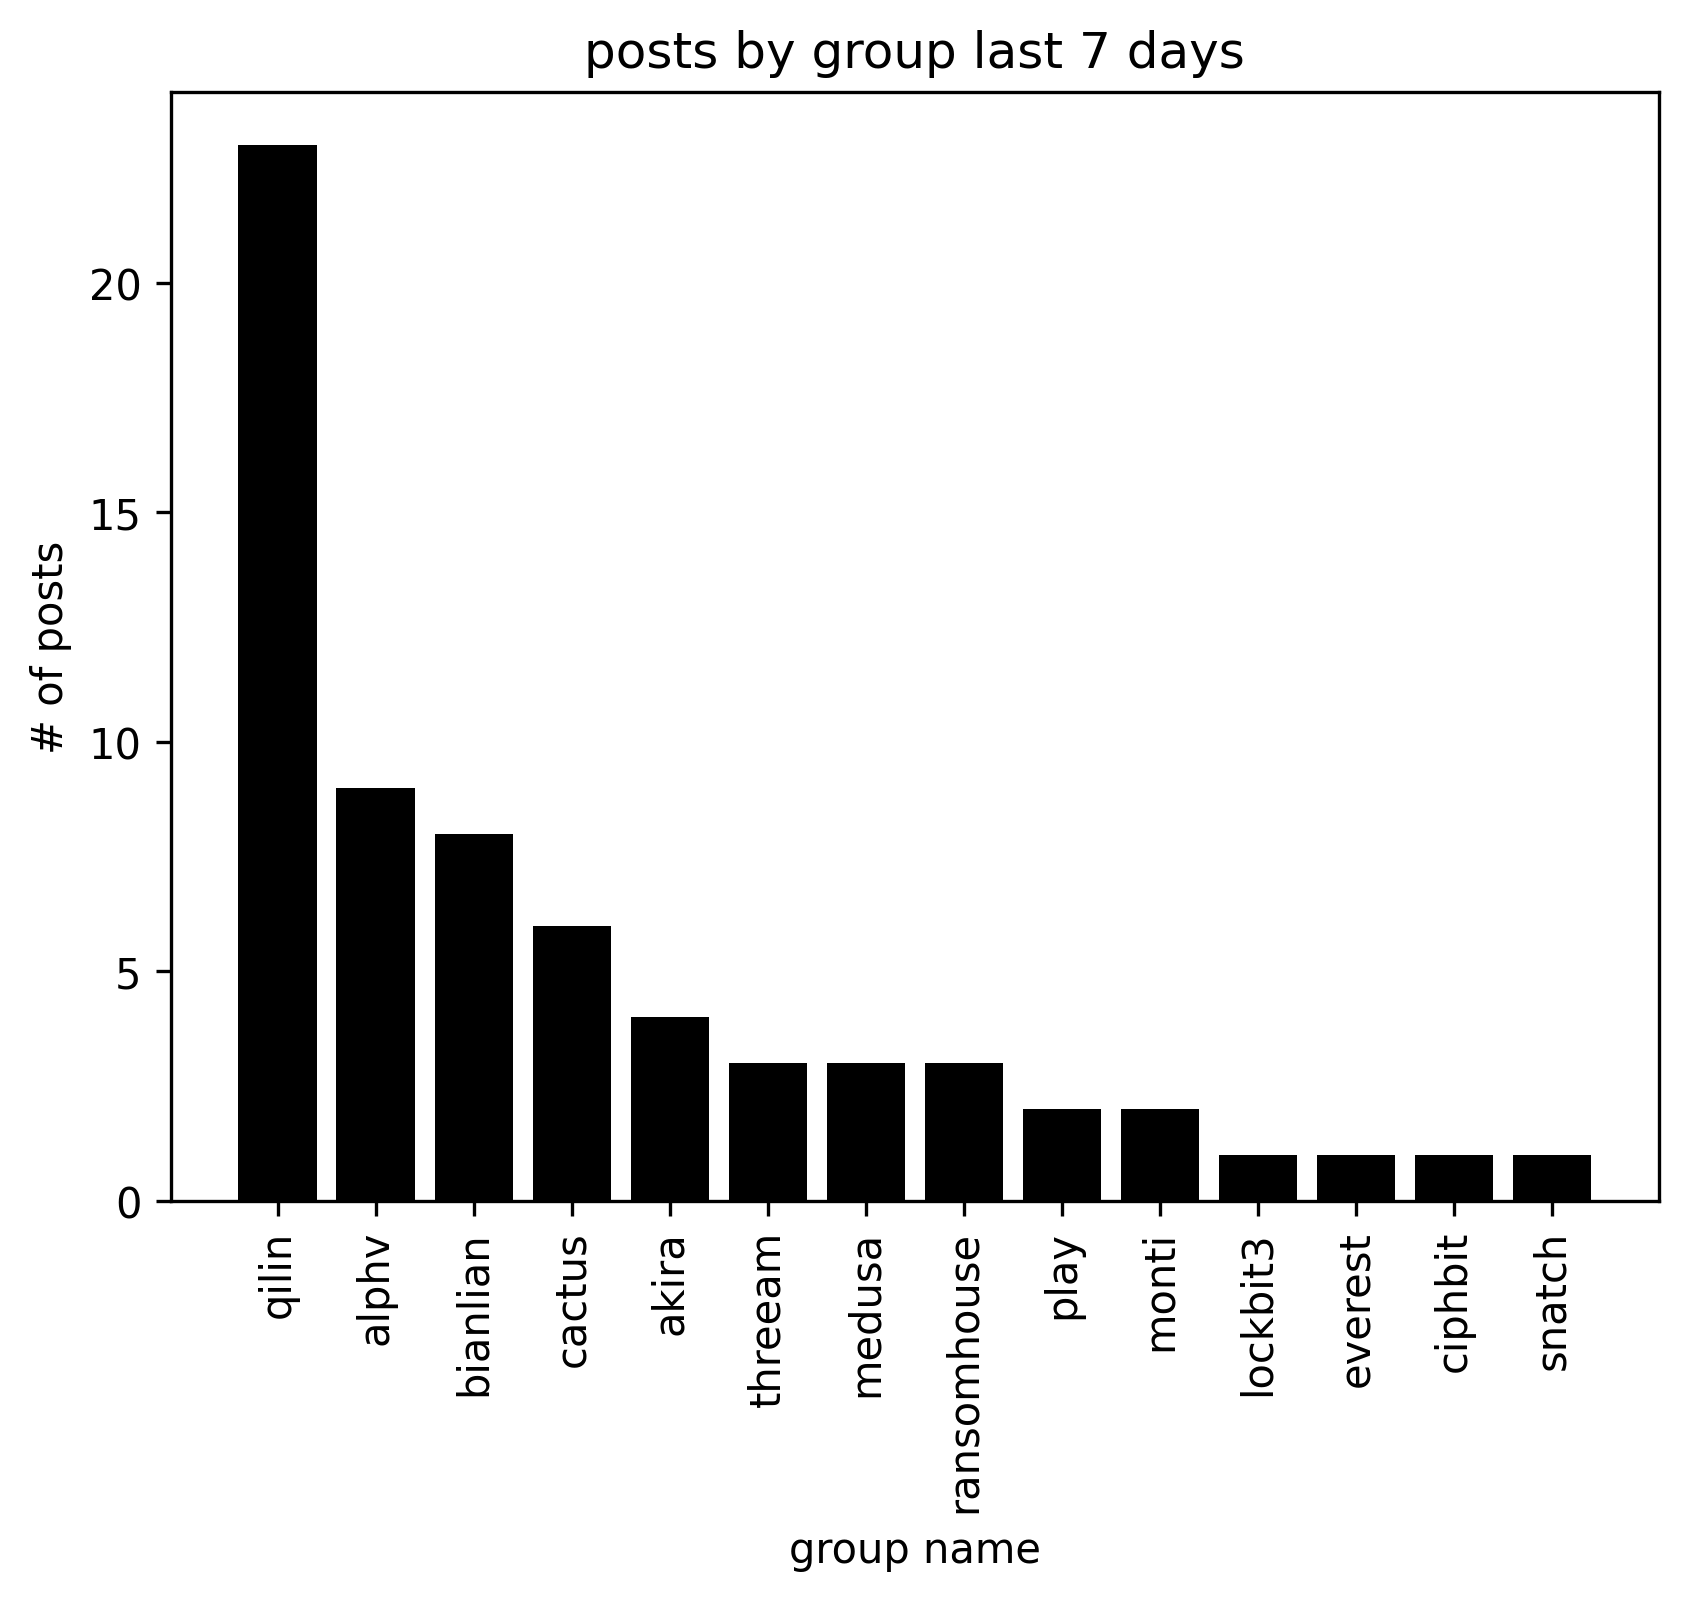 posts by group last 7 days
# of posts
20
15
10
5
0
qilin
alphv
bianlian
cactus
akira
threeam
medusa
ransomhouse
play
monti
lockbit3
everest
ciphbit
snatch
group name